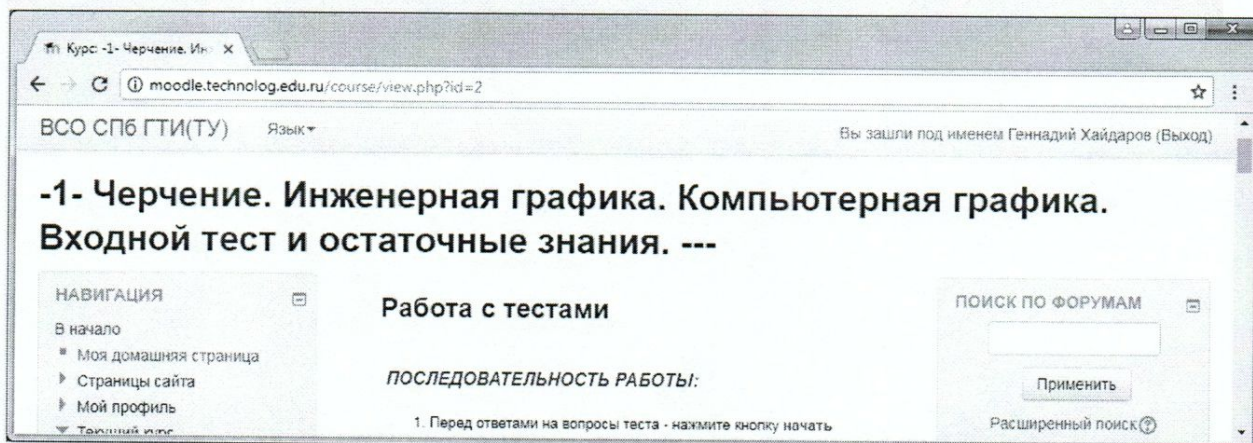 Курс: -1- Черчение. Ин
moodle.technolog.edu.ru/course/view.php?id=2
ВСО СПб ГТИ(ТУ) Язык
Вы зашли под именем Геннадий Хайдаров (Выход)
-1- Черчение. Инженерная графика. Компьютерная графика.
Входной тест и остаточные знания. ---
НАВИГАЦИЯ
В начало
Моя домашняя страница
Страницы сайта
Мой профиль
Текущий курс
Работа с тестами
ПОСЛЕДОВАТЕЛЬНОСТЬ РАБОТЫ:
1. Перед ответами на вопросы теста - нажмите кнопку начать
ПОИСК ПО ФОРУМАМ
Применить
Расширенный поиск